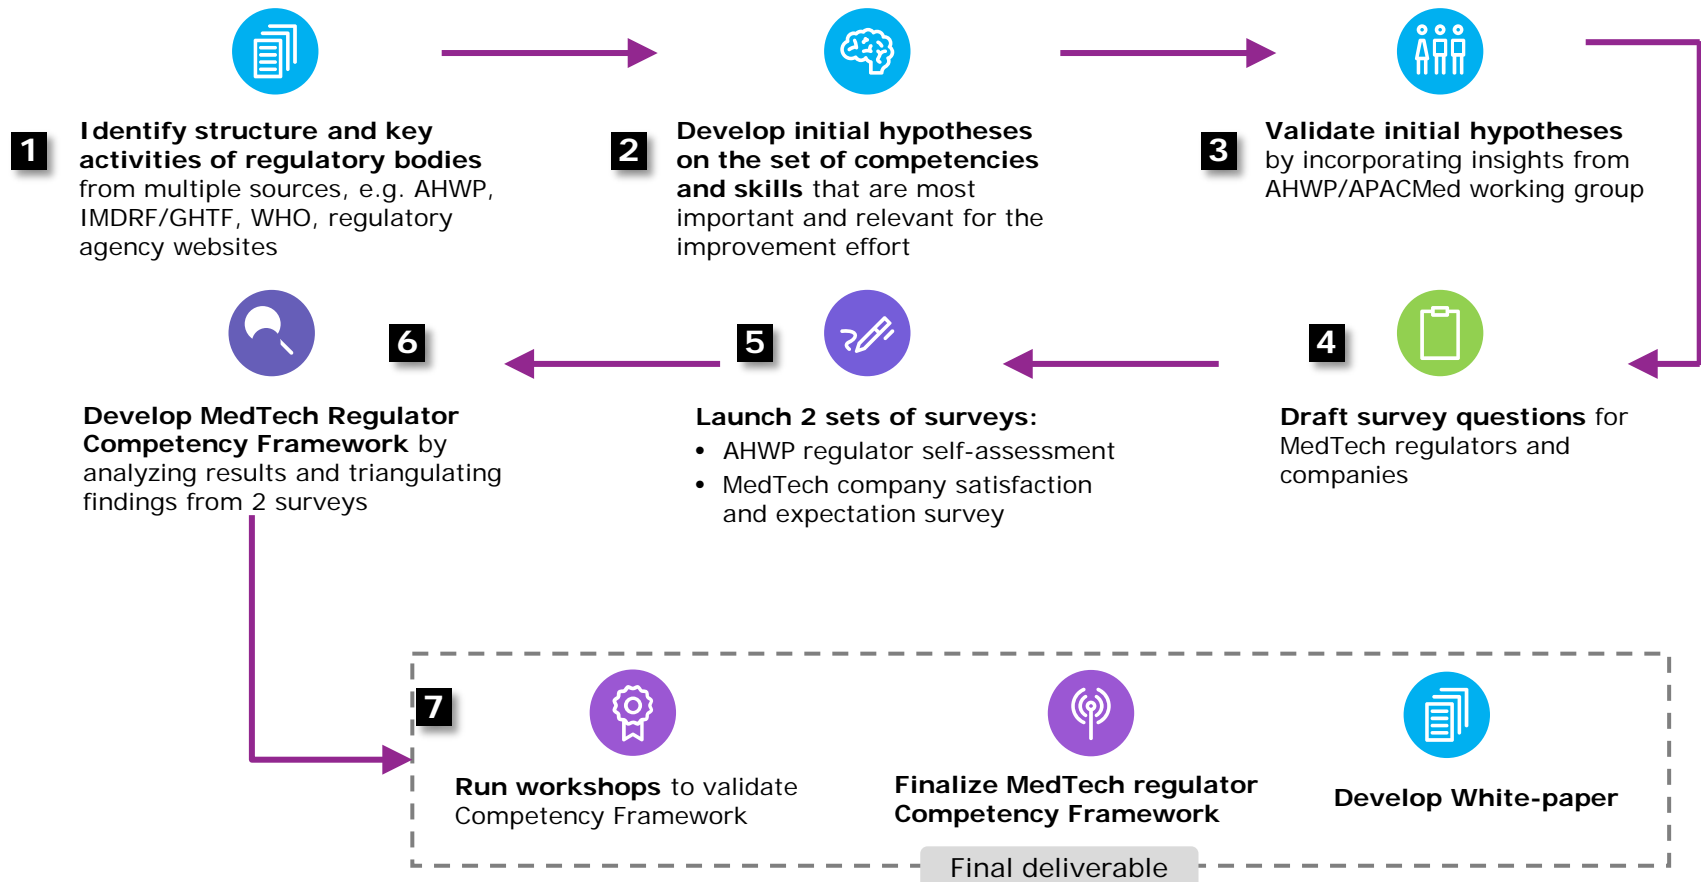 1
Identify structure and key
activities of regulatory bodies
from multiple sources, e.g. AHWP,
IMDRF/GHTF, WHO, regulatory
agency websites
2
Develop initial hypotheses
on the set of competencies
and skills that are most
important and relevant for the
improvement effort
3
Validate initial hypotheses
by incorporating insights from
AHWP/APACMed working group
4
Draft survey questions for
MedTech regulators and
companies
5
Launch 2 sets of surveys:
• AHWP regulator self-assessment
• MedTech company satisfaction
and expectation survey
6
Develop MedTech Regulator
Competency Framework by
analyzing results and triangulating
findings from 2 surveys
7
Run workshops to validate
Competency Framework
Finalize MedTech regulator
Competency Framework
Develop White-paper
Final deliverable